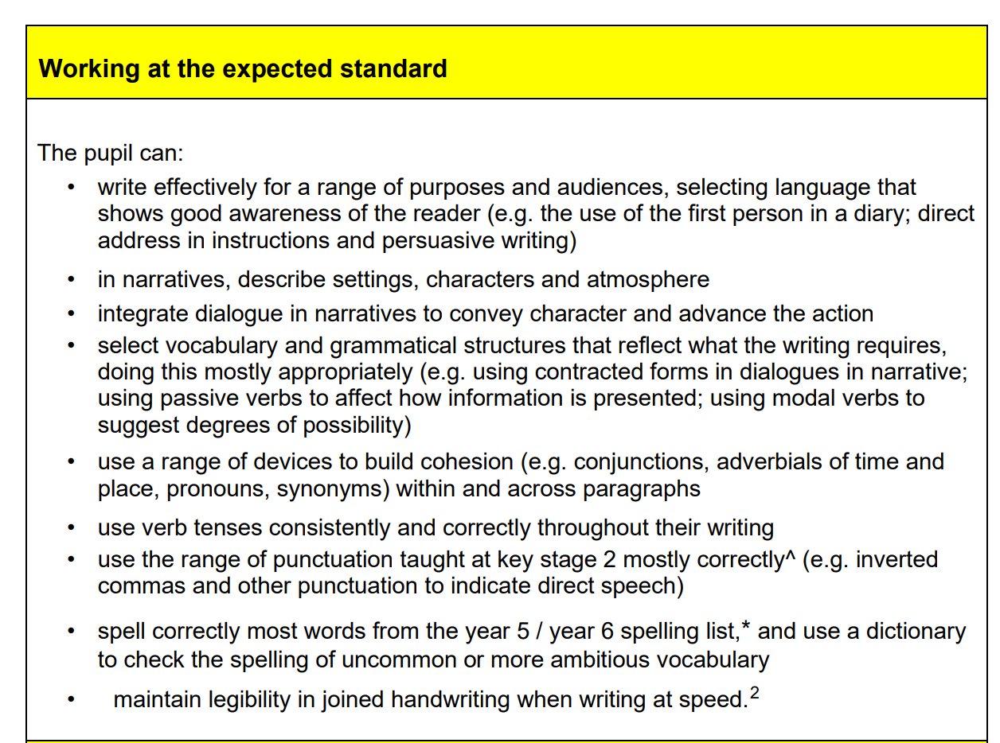 Working at the expected standard
The pupil can:
• write effectively for a range of purposes and audiences, selecting language that
shows good awareness of the reader (e.g. the use of the first person in a diary; direct
address in instructions and persuasive writing)
• in narratives, describe settings, characters and atmosphere
• integrate dialogue in narratives to convey character and advance the action
• select vocabulary and grammatical structures that reflect what the writing requires,
doing this mostly appropriately (e.g. using contracted forms in dialogues in narrative;
using passive verbs to affect how information is presented; using modal verbs to
suggest degrees of possibility)
• use a range of devices to build cohesion (e.g. conjunctions, adverbials of time and
place, pronouns, synonyms) within and across paragraphs
• use verb tenses consistently and correctly throughout their writing
• use the range of punctuation taught at key stage 2 mostly correctly^ (e.g. inverted
commas and other punctuation to indicate direct speech)
• spell correctly most words from the year 5 / year 6 spelling list,* and use a dictionary
to check the spelling of uncommon or more ambitious vocabulary
• maintain legibility in joined handwriting when writing at speed.2